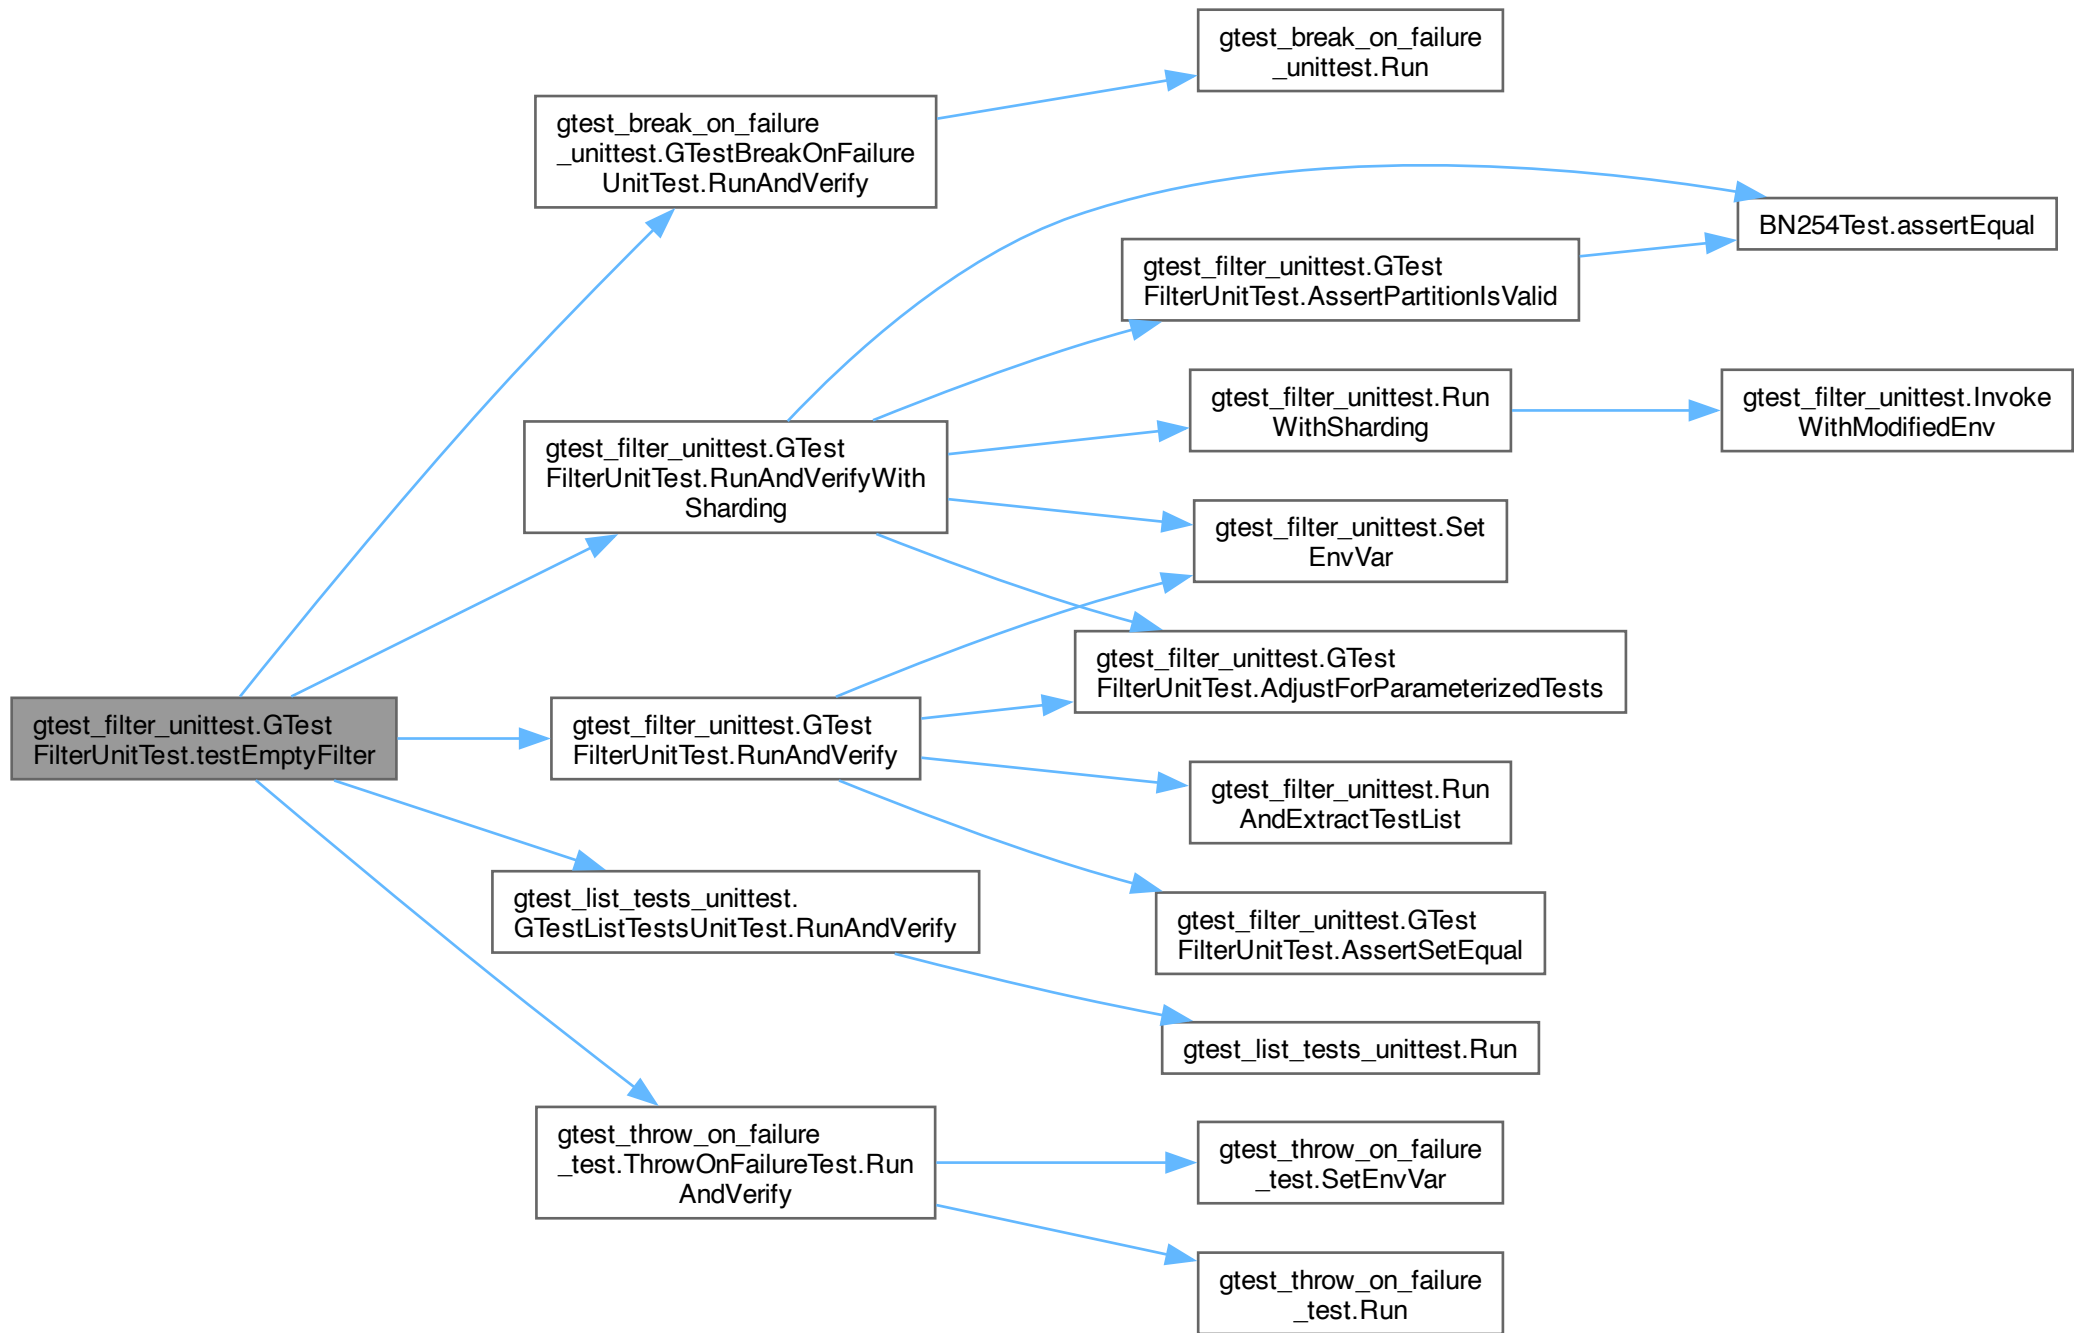 gtest_filter_unittest.GTest
FilterUnitTest.testEmptyFilter
gtest_break_on_failure
_unittest.GTestBreakOnFailure
UnitTest.RunAndVerify
gtest_break_on_failure
_unittest.Run
gtest_filter_unittest.GTest
FilterUnitTest.RunAndVerifyWith
Sharding
BN254Test.assertEqual
gtest_filter_unittest.GTest
FilterUnitTest.AssertPartitionIsValid
gtest_filter_unittest.Run
WithSharding
gtest_filter_unittest.Invoke
WithModifiedEnv
gtest_filter_unittest.Set
EnvVar
gtest_filter_unittest.GTest
FilterUnitTest.AdjustForParameterizedTests
gtest_filter_unittest.GTest
FilterUnitTest.RunAndVerify
gtest_filter_unittest.Run
AndExtractTestList
gtest_filter_unittest.GTest
FilterUnitTest.AssertSetEqual
gtest_list_tests_unittest.
GTestListTestsUnitTest.RunAndVerify
gtest_list_tests_unittest.Run
gtest_throw_on_failure
_test.ThrowOnFailureTest.Run
AndVerify
gtest_throw_on_failure
_test.SetEnvVar
gtest_throw_on_failure
_test.Run